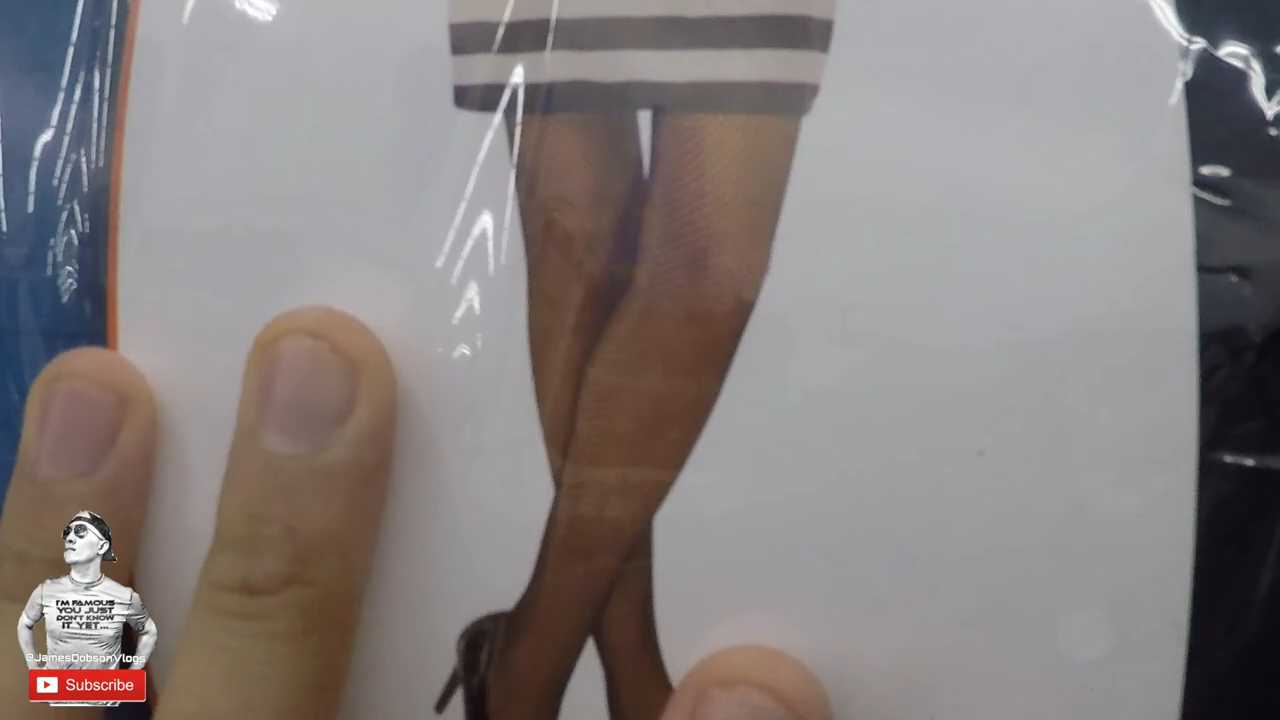 I'M FAMOUS
YOU JUST
DON'T KNOW
IT YET...
@JamesDobsonVlogs
Subscribe